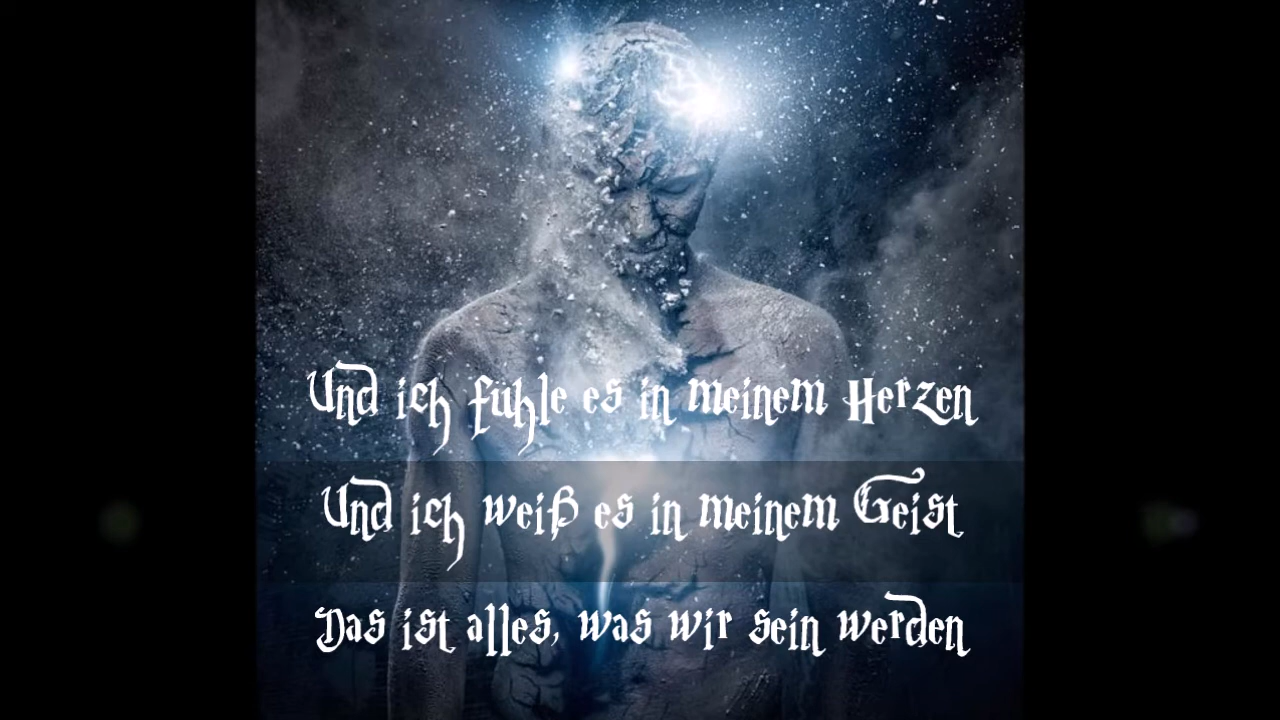 Und ich fühle es in meinem Herzen
Und ich weiß es in meinem Geist
Das ist alles, was wir sein werden